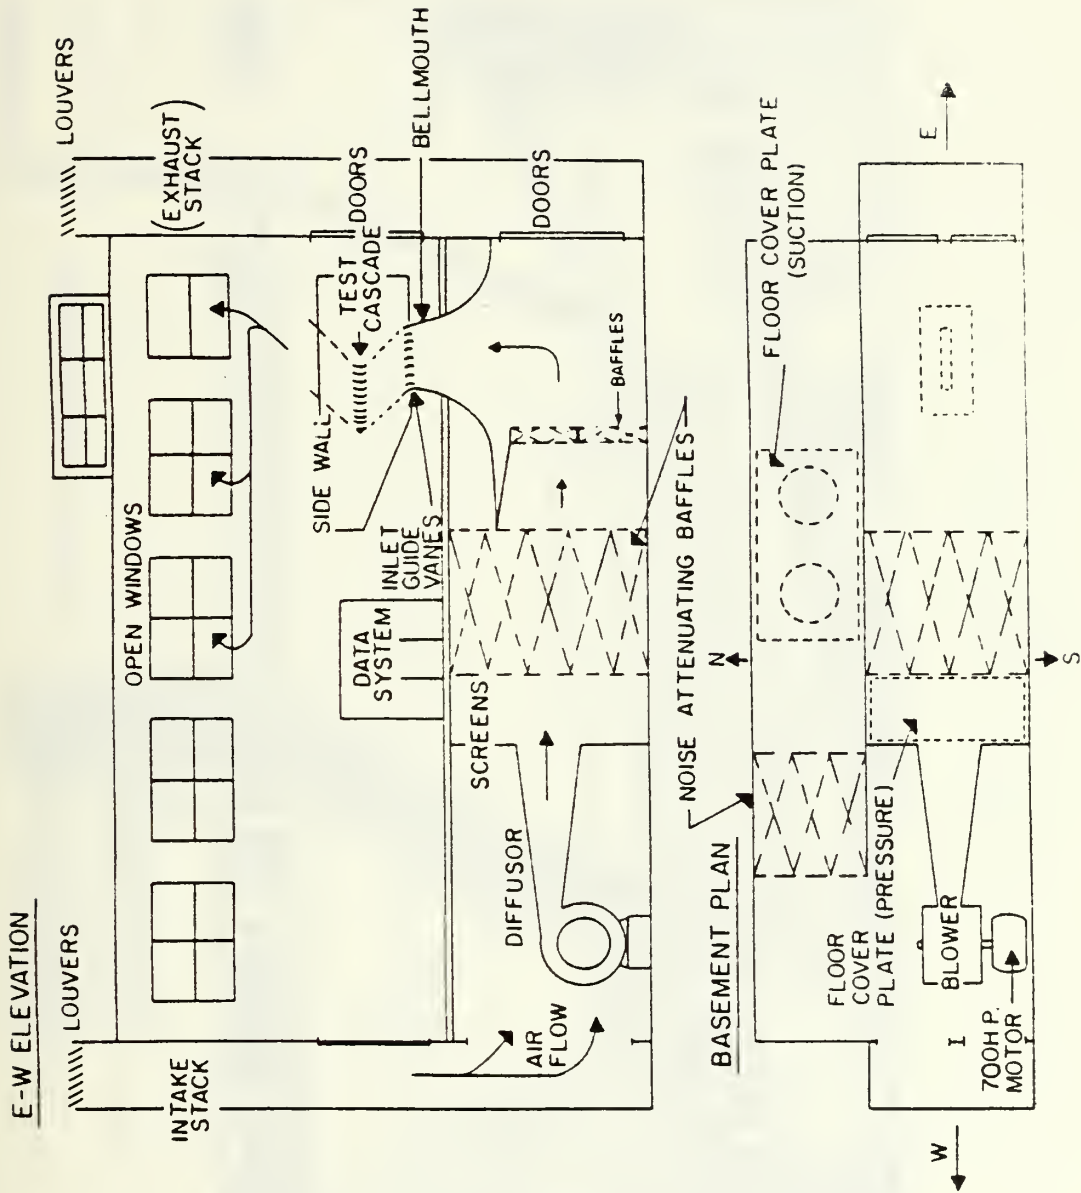 E-W ELEVATION
LOUVERS
LOUVERS
INTAKE
STACK
(EXHAUST
STACK)
OPEN WINDOWS
SIDE WALL
TEST
CASCADE
DOORS
BELLMOUTH
INLET
GUIDE
VANES
DATA
SYSTEM
SCREENS
DIFFUSOR
AIR
FLOW
BAFFLES
DOORS
NOISE ATTENUATING BAFFLES
BASEMENT PLAN
FLOOR COVER PLATE
(SUCTION)
N
S
E
W
FLOOR
COVER
PLATE (PRESSURE)
BLOWER
700H.P.
MOTOR